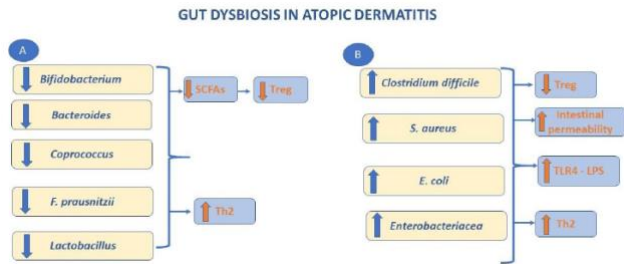 GUT DYSBIOSIS IN ATOPIC DERMATITIS
A
Bifidobacterium
Bacteroides
Coprococcus
F. prausnitzii
Lactobacillus
SCFAs
Treg
Th2
B
Clostridium difficile
S. aureus
E. coli
Enterobacteriacea
Treg
Intestinal
permeability
TLR4 - LPS
Th2